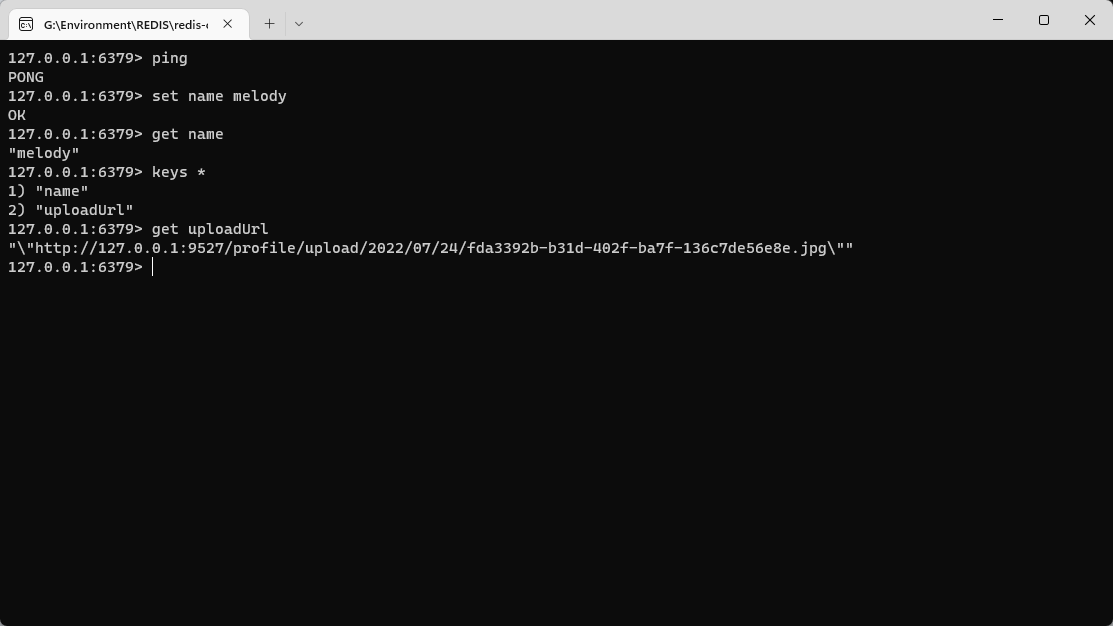 G:\Environment\REDIS\redis-c
127.0.0.1:6379> ping
PONG
127.0.0.1:6379> set name melody
OK
127.0.0.1:6379> get name
"melody"
127.0.0.1:6379> keys *
1) "name"
2) "uploadUrl"
127.0.0.1:6379> get uploadUrl
"\"http://127.0.0.1:9527/profile/upload/2022/07/24/fda3392b-b31d-402f-ba7f-136c7de56e8e.jpg\""
127.0.0.1:6379>